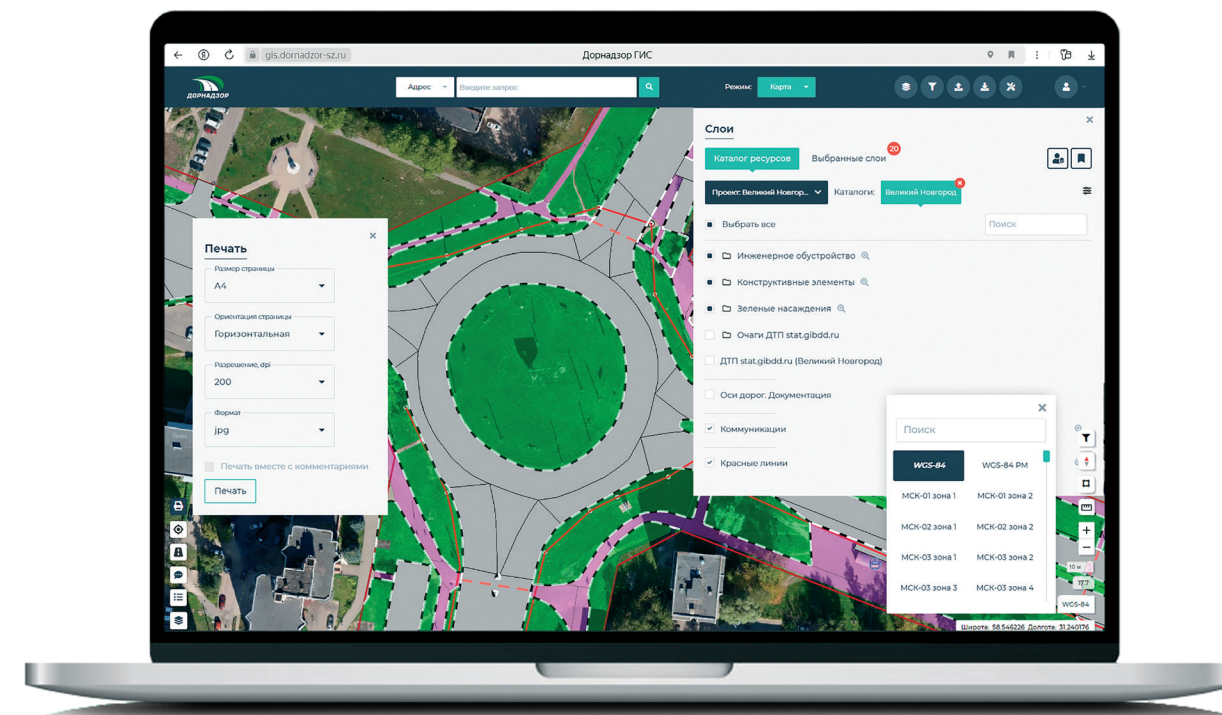 gis.dornadzor-sz.ru
Дорнадзор ГИС
ДОРНАДЗОР
Адрес
Введите запрос
Режим:
Карта
Слои
Каталог ресурсов
Выбранные слои
20
Проект: Великий Новгор...
Каталоги:
Великий Новгород
Выбрать все
Поиск
Инженерное обустройство
Конструктивные элементы
Зеленые насаждения
Очаги ДТП stat.gibdd.ru
ДТП stat.gibdd.ru (Великий Новгород)
Оси дорог. Документация
Коммуникации
Красные линии
Печать
Размер страницы
А4
Ориентация страницы
Горизонтальная
Разрешение, dpi
200
Формат
jpg
Печать вместе с комментариями
Печать
Поиск
WGS-84
WGS-84 PM
МСК-01 зона 1
МСК-01 зона 2
МСК-02 зона 1
МСК-02 зона 2
МСК-03 зона 1
МСК-03 зона 2
МСК-03 зона 3
МСК-03 зона 4
10 м
17.7
WGS-84
Широта: 58.546226 Долгота: 31.240176